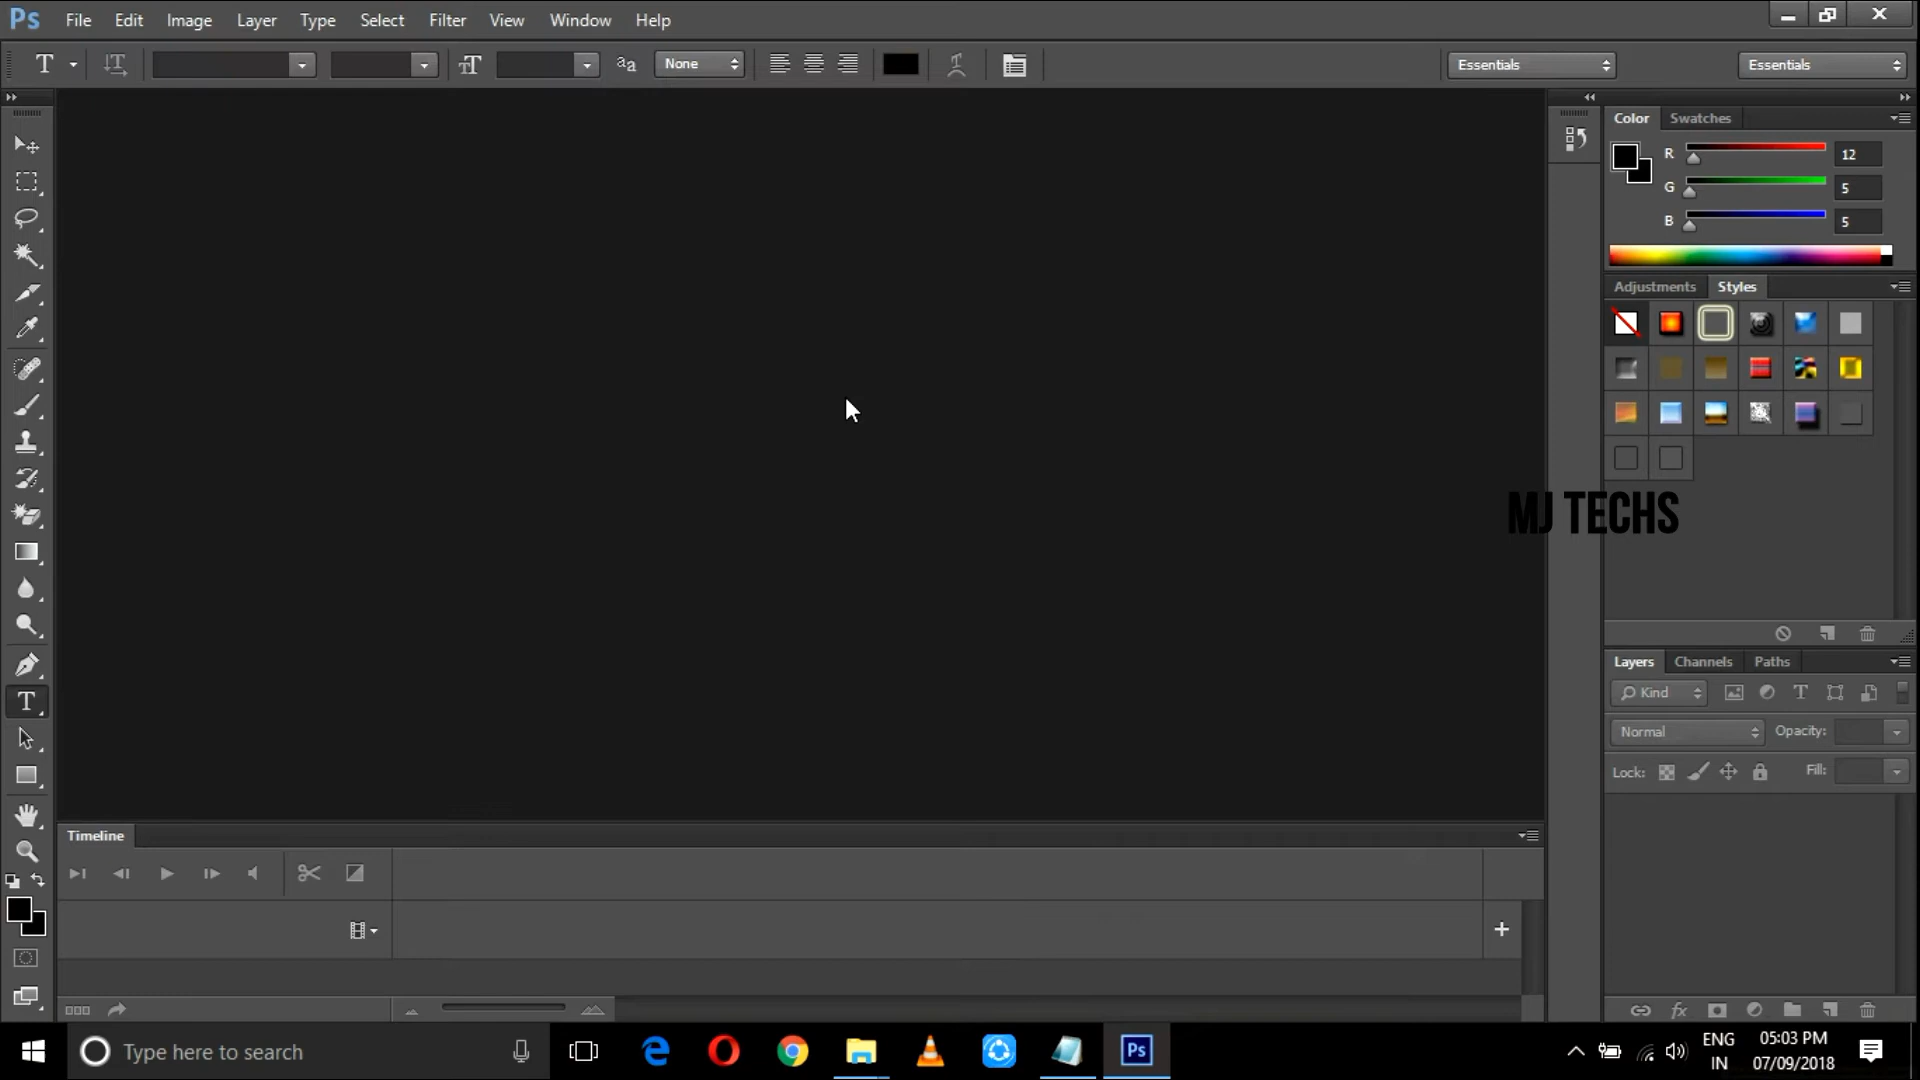 Ps File Edit Image Layer Type Select Filter View Window Help
T None Essentials Essentials
Color Swatches
R 12
G 5
B 5
Adjustments Styles
MJ TECHS
Layers Channels Paths
Kind T
Normal Opacity:
Lock: Fill:
fx
T
Timeline
Type here to search
Ps
ENG
IN
05:03 PM
07/09/2018